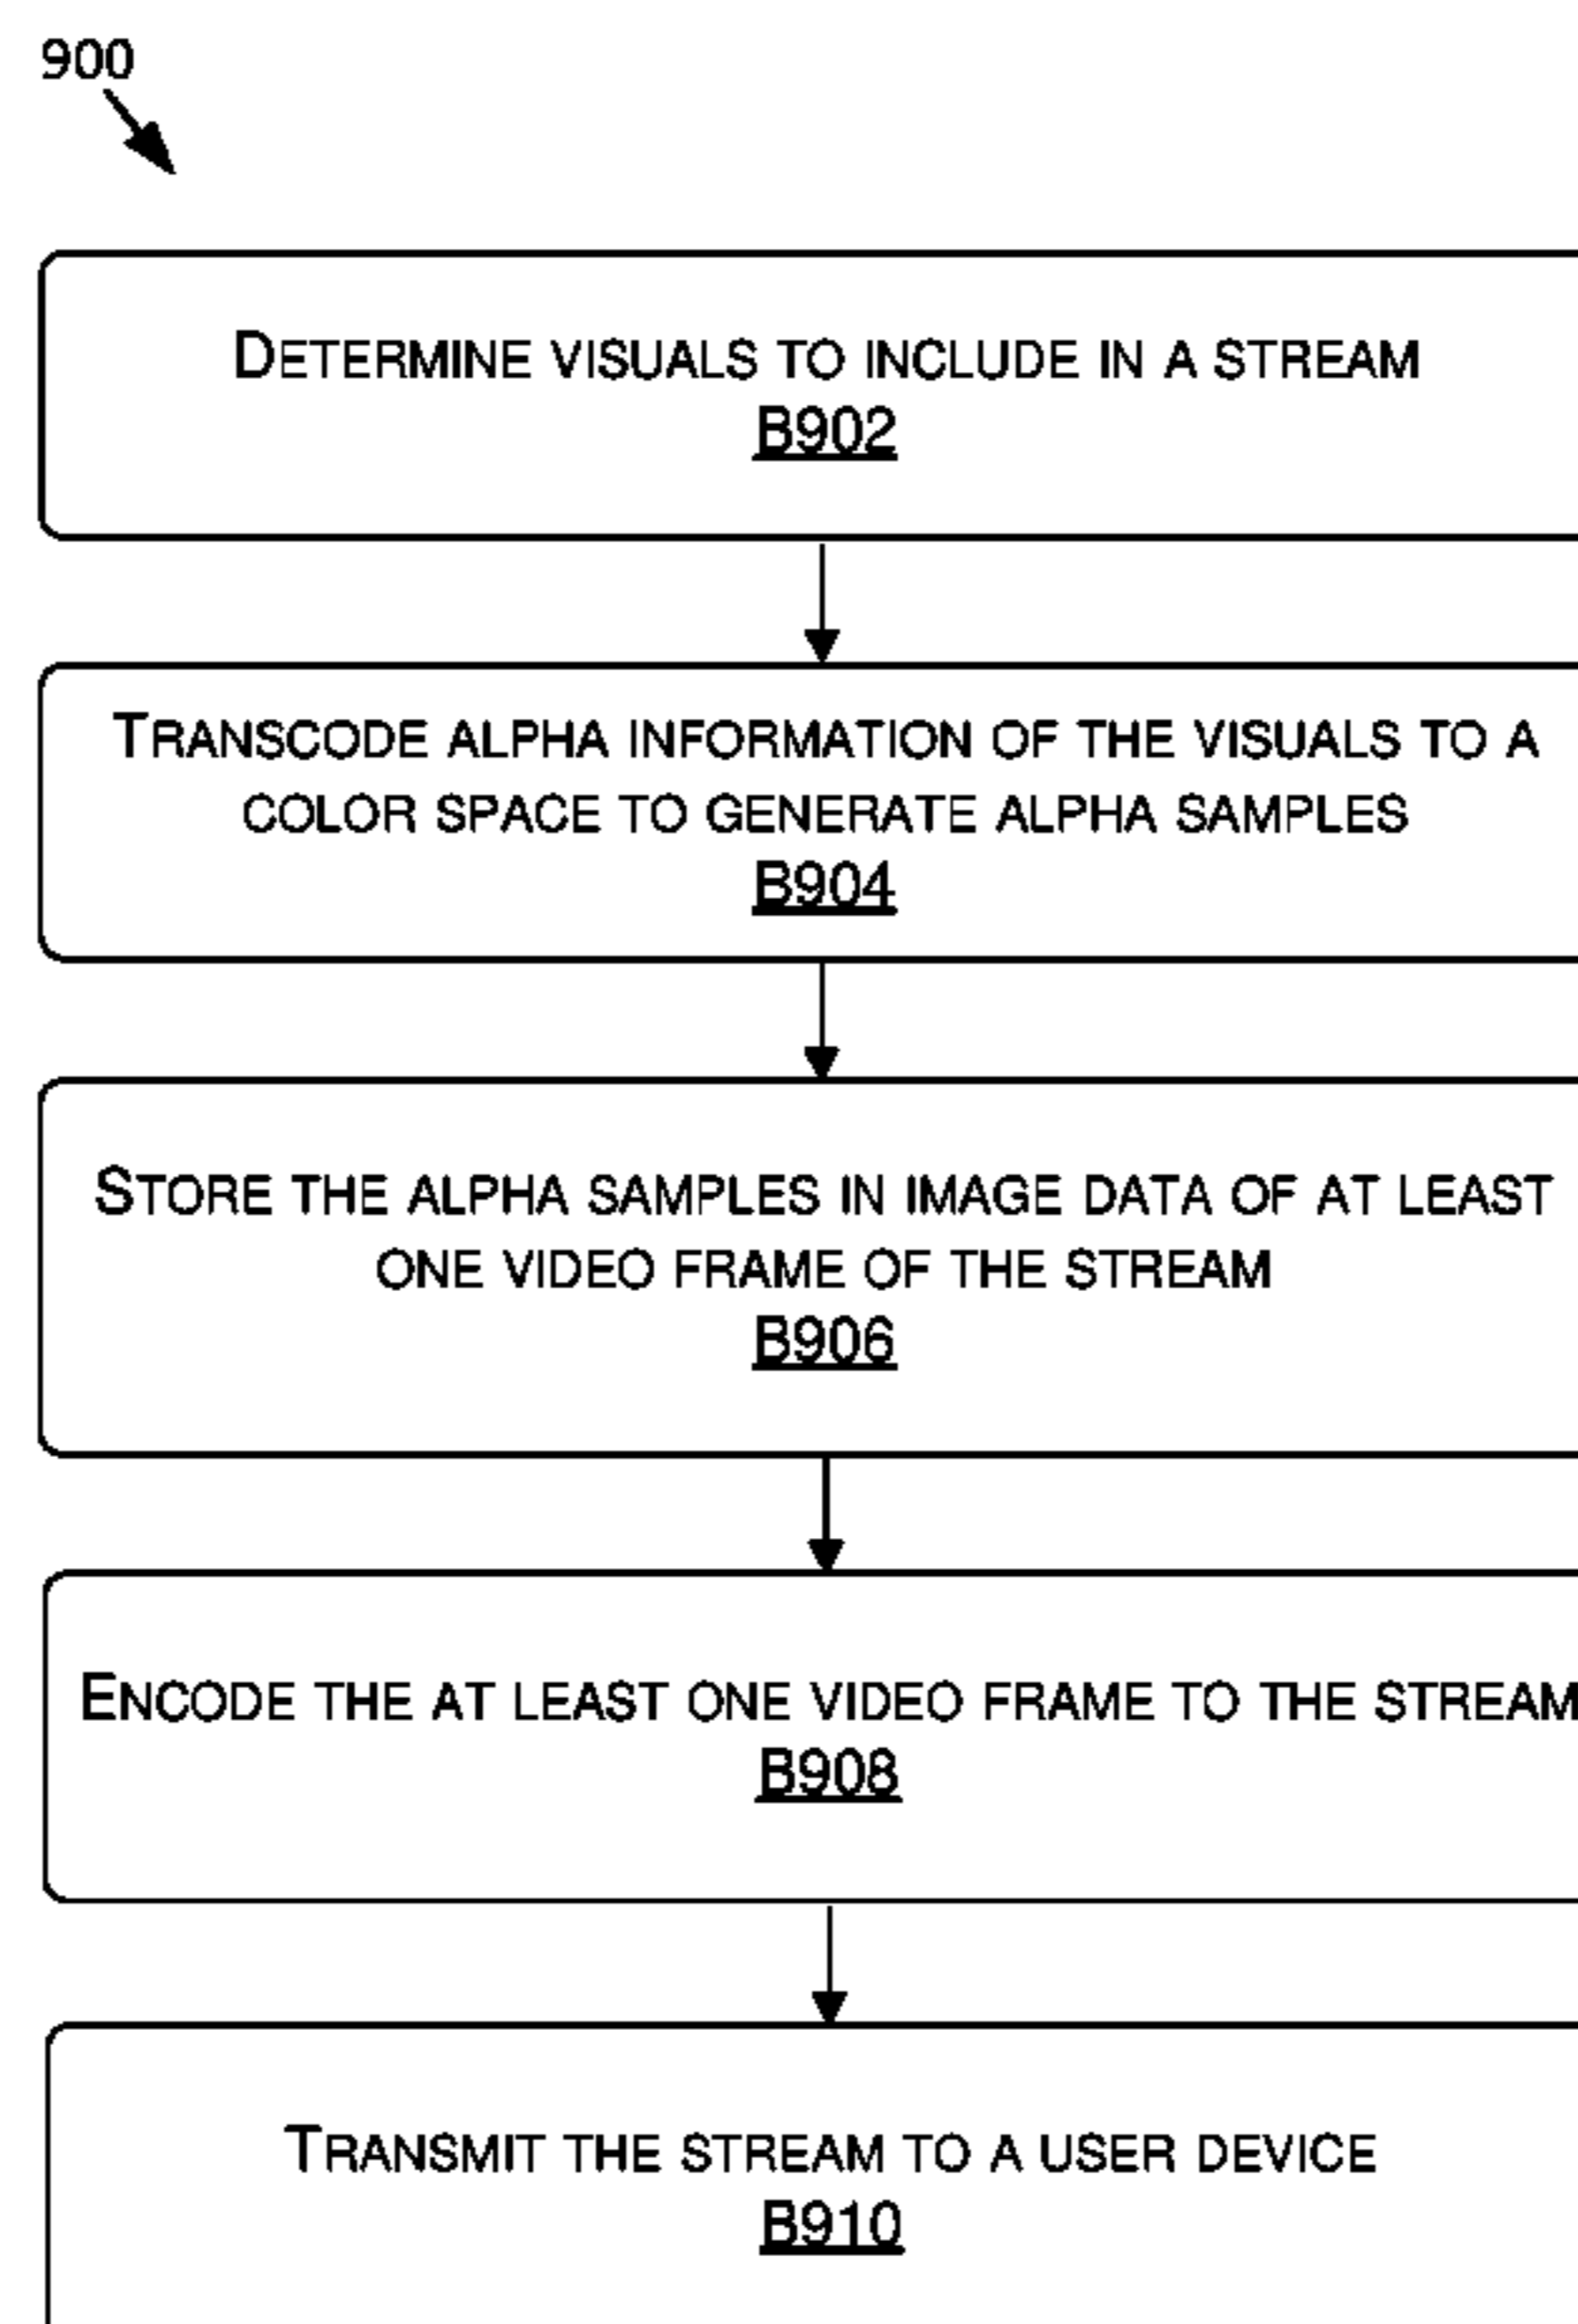 900
DETERMINE VISUALS TO INCLUDE IN A STREAM
B902
TRANSCODE ALPHA INFORMATION OF THE VISUALS TO A
COLOR SPACE TO GENERATE ALPHA SAMPLES
B904
STORE THE ALPHA SAMPLES IN IMAGE DATA OF AT LEAST
ONE VIDEO FRAME OF THE STREAM
B906
ENCODE THE AT LEAST ONE VIDEO FRAME TO THE STREAM
B908
TRANSMIT THE STREAM TO A USER DEVICE
B910